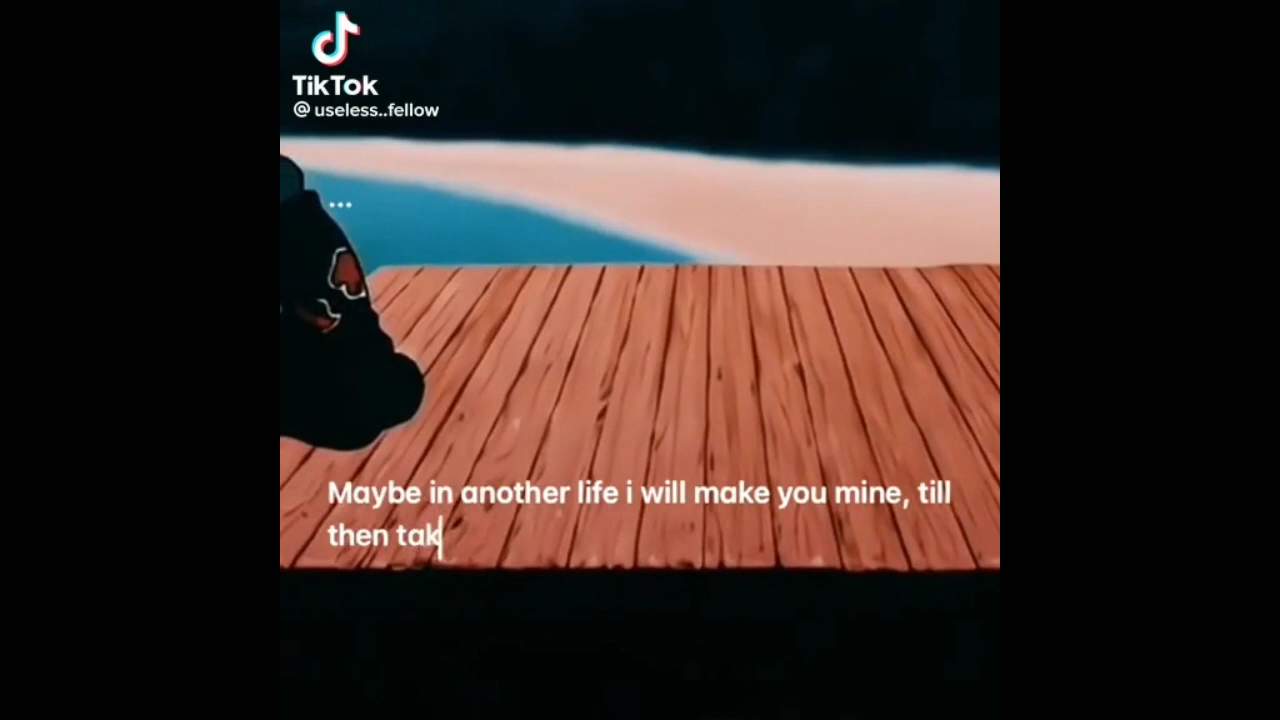 TikTok
@ useless..fellow
...
Maybe in another life i will make you mine, till
then tak